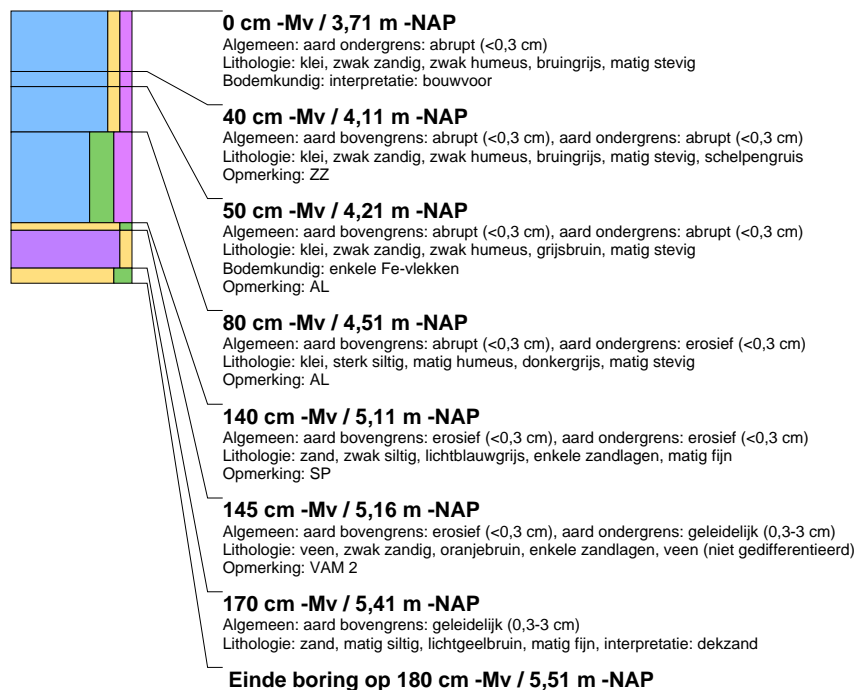 0 cm -Mv / 3,71 m -NAP
Algemeen: aard ondergrens: abrupt (<0,3 cm)
Lithologie: klei, zwak zandig, zwak humeus, bruingrijs, matig stevig
Bodemkundig: interpretatie: bouwvoor
40 cm -Mv / 4,11 m -NAP
Algemeen: aard bovengrens: abrupt (<0,3 cm), aard ondergrens: abrupt (<0,3 cm)
Lithologie: klei, zwak zandig, zwak humeus, bruingrijs, matig stevig, schelpengruis
Opmerking: ZZ
50 cm -Mv / 4,21 m -NAP
Algemeen: aard bovengrens: abrupt (<0,3 cm), aard ondergrens: abrupt (<0,3 cm)
Lithologie: klei, zwak zandig, zwak humeus, grijsbruin, matig stevig
Bodemkundig: enkele Fe-vlekken
Opmerking: AL
80 cm -Mv / 4,51 m -NAP
Algemeen: aard bovengrens: abrupt (<0,3 cm), aard ondergrens: erosief (<0,3 cm)
Lithologie: klei, sterk siltig, matig humeus, donkergrijs, matig stevig
Opmerking: AL
140 cm -Mv / 5,11 m -NAP
Algemeen: aard bovengrens: erosief (<0,3 cm), aard ondergrens: erosief (<0,3 cm)
Lithologie: zand, zwak siltig, lichtblauwgrijs, enkele zandlagen, matig fijn
Opmerking: SP
145 cm -Mv / 5,16 m -NAP
Algemeen: aard bovengrens: erosief (<0,3 cm), aard ondergrens: geleidelijk (0,3-3 cm)
Lithologie: veen, zwak zandig, oranjebruin, enkele zandlagen, veen (niet gedifferentieerd)
Opmerking: VAM 2
170 cm -Mv / 5,41 m -NAP
Algemeen: aard bovengrens: geleidelijk (0,3-3 cm)
Lithologie: zand, matig siltig, lichtgeelbruin, matig fijn, interpretatie: dekzand
Einde boring op 180 cm -Mv / 5,51 m -NAP